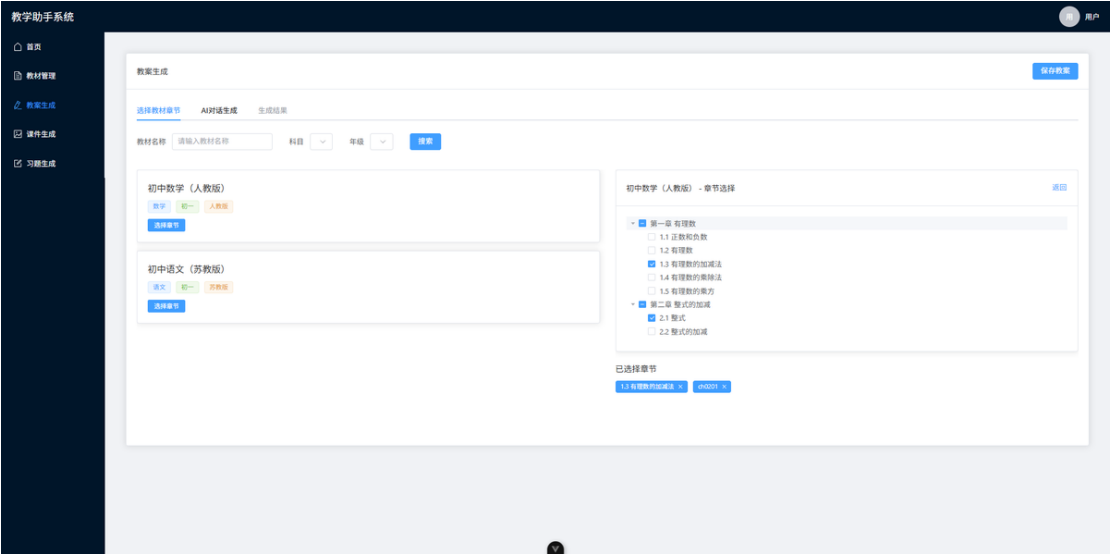 教学助手系统
用 用户
首页
教材管理
教案生成
课件生成
习题生成
教案生成
保存教案
选择教材章节 AI对话生成 生成结果
教材名称 请输入教材名称 科目 年级 搜索
初中数学（人教版）
数学 初一 人教版
选择章节
初中语文（苏教版）
语文 初一 苏教版
选择章节
初中数学（人教版） - 章节选择 返回
第一章 有理数
1.1 正数和负数
1.2 有理数
1.3 有理数的加减法
1.4 有理数的乘除法
1.5 有理数的乘方
第二章 整式的加减
2.1 整式
2.2 整式的加减
已选择章节
1.3 有理数的加减法 × ch0201 ×